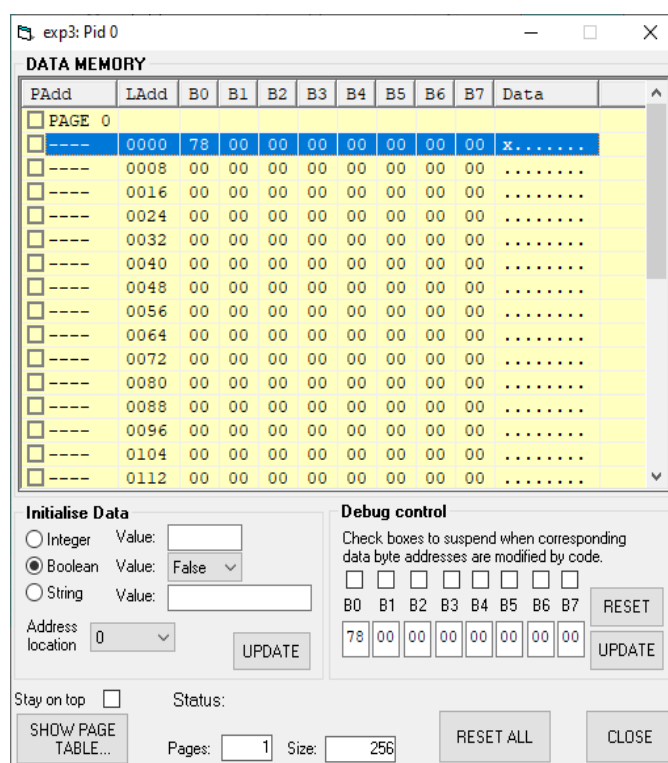 exp3: Pid 0
DATA MEMORY
PAdd LAdd B0 B1 B2 B3 B4 B5 B6 B7 Data
PAGE 0
---- 0000 78 00 00 00 00 00 00 00 x.......
---- 0008 00 00 00 00 00 00 00 00 ........
---- 0016 00 00 00 00 00 00 00 00 ........
---- 0024 00 00 00 00 00 00 00 00 ........
---- 0032 00 00 00 00 00 00 00 00 ........
---- 0040 00 00 00 00 00 00 00 00 ........
---- 0048 00 00 00 00 00 00 00 00 ........
---- 0056 00 00 00 00 00 00 00 00 ........
---- 0064 00 00 00 00 00 00 00 00 ........
---- 0072 00 00 00 00 00 00 00 00 ........
---- 0080 00 00 00 00 00 00 00 00 ........
---- 0088 00 00 00 00 00 00 00 00 ........
---- 0096 00 00 00 00 00 00 00 00 ........
---- 0104 00 00 00 00 00 00 00 00 ........
---- 0112 00 00 00 00 00 00 00 00 ........
Initialise Data
Integer Value:
Boolean Value: False
String Value:
Address location 0
UPDATE
Debug control
Check boxes to suspend when corresponding
data byte addresses are modified by code.
B0 B1 B2 B3 B4 B5 B6 B7 RESET
78 00 00 00 00 00 00 00 UPDATE
Stay on top Status:
SHOW PAGE
TABLE...
Pages: 1 Size: 256
RESET ALL
CLOSE